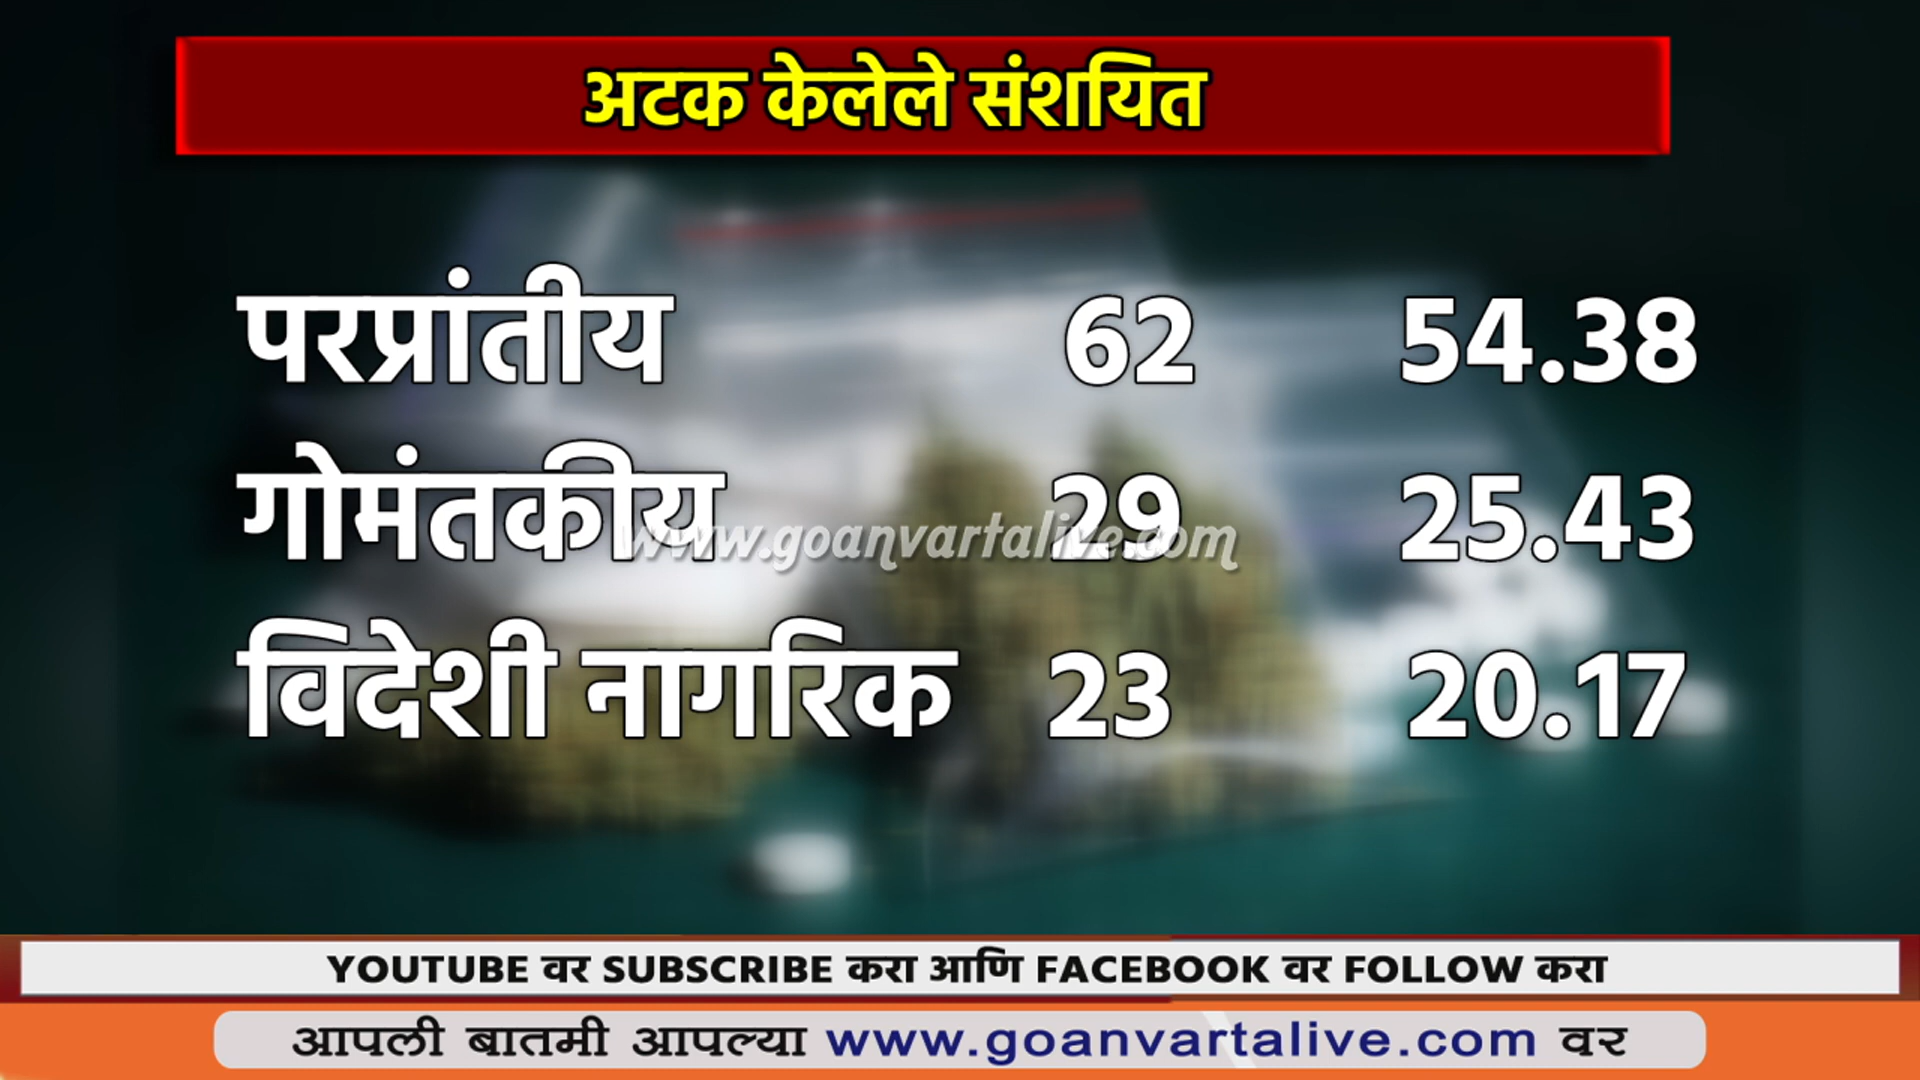 अटक केलेले संशयित
परप्रांतीय 62 54.38
गोमंतकीय 29 25.43
www.goanvartalive.com
विदेशी नागरिक 23 20.17
YOUTUBE वर SUBSCRIBE करा आणि FACEBOOK वर FOLLOW करा
आपली बातमी आपल्या www.goanvartalive.com वर